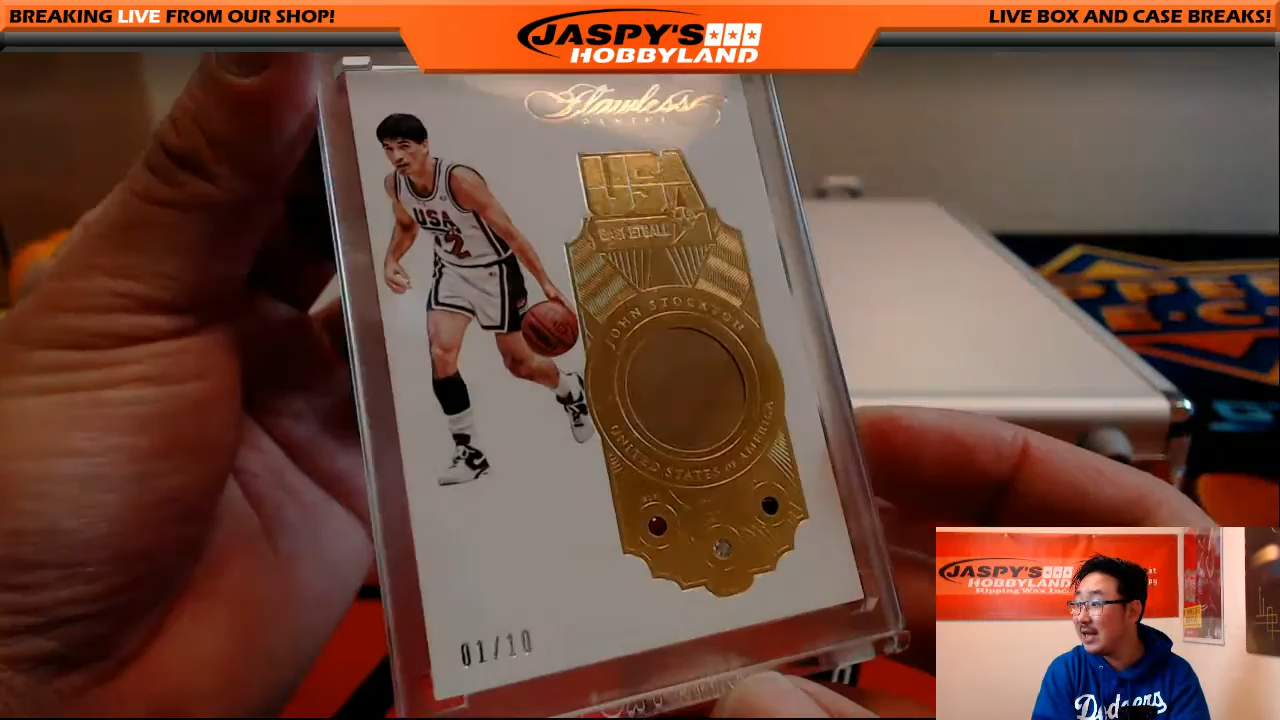 BREAKING LIVE FROM OUR SHOP!
JASPY'S
HOBBYLAND
LIVE BOX AND CASE BREAKS!
Flawless
PANINI
USA
BASKETBALL
USA
12
JOHN STOCKTON
UNITED STATES OF AMERICA
01/10
JASPY'S
HOBBYLAND
Ripping Wax Inc.
Dodgers